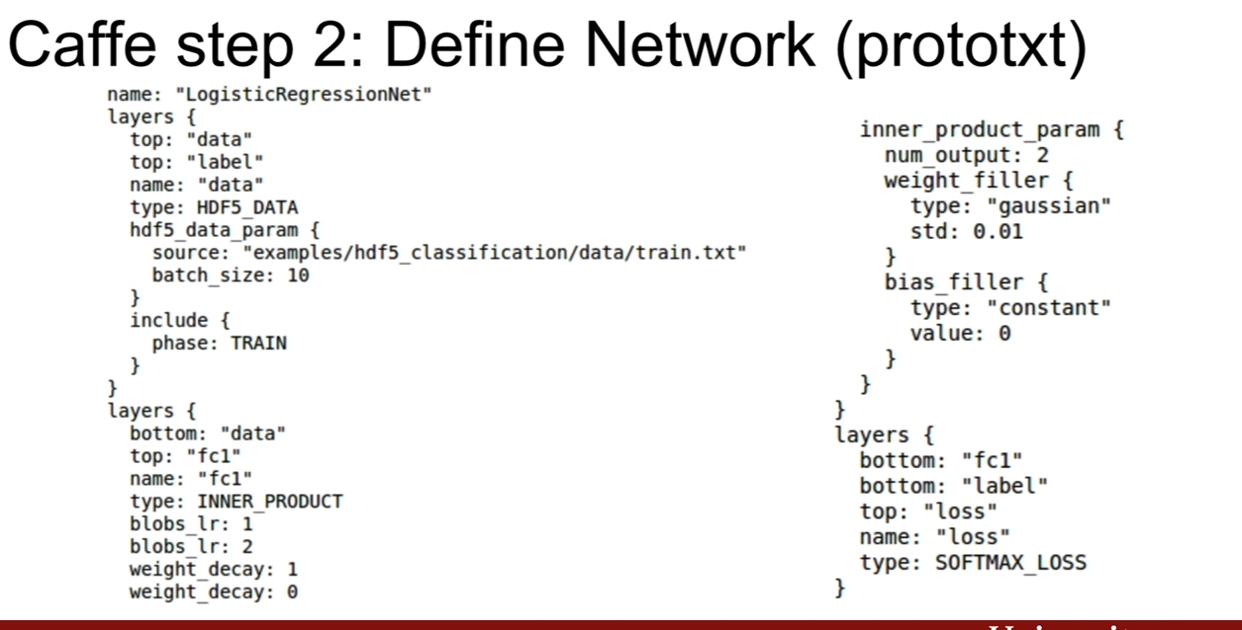 Caffe step 2: Define Network (prototxt)
name: "LogisticRegressionNet"
layers {
  top: "data"
  top: "label"
  name: "data"
  type: HDF5_DATA
  hdf5_data_param {
    source: "examples/hdf5_classification/data/train.txt"
    batch_size: 10
  }
  include {
    phase: TRAIN
  }
}
layers {
  bottom: "data"
  top: "fc1"
  name: "fc1"
  type: INNER_PRODUCT
  blobs_lr: 1
  blobs_lr: 2
  weight_decay: 1
  weight_decay: 0
  inner_product_param {
    num_output: 2
    weight_filler {
      type: "gaussian"
      std: 0.01
    }
    bias_filler {
      type: "constant"
      value: 0
    }
  }
}
layers {
  bottom: "fc1"
  bottom: "label"
  top: "loss"
  name: "loss"
  type: SOFTMAX_LOSS
}